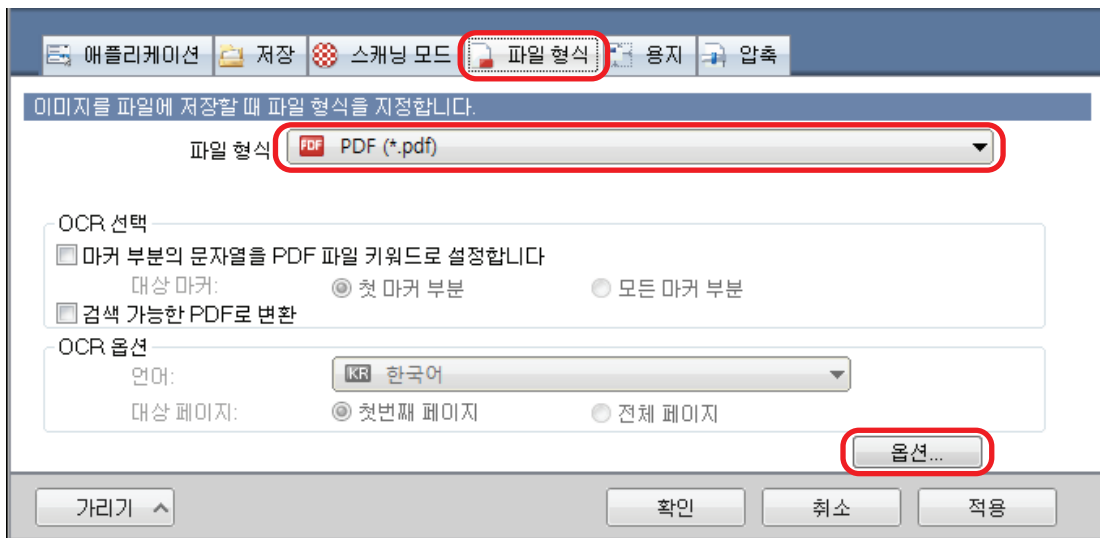 애플리케이션 저장 스캐닝 모드 파일 형식 용지 압축
이미지를 파일에 저장할 때 파일 형식을 지정합니다.
파일 형식 PDF PDF (*.pdf)
OCR 선택
마커 부분의 문자열을 PDF 파일 키워드로 설정합니다
대상 마커: 첫 마커 부분 모든 마커 부분
검색 가능한 PDF로 변환
OCR 옵션
언어: KR 한국어
대상 페이지: 첫번째 페이지 전체 페이지
옵션...
가리기 확인 취소 적용